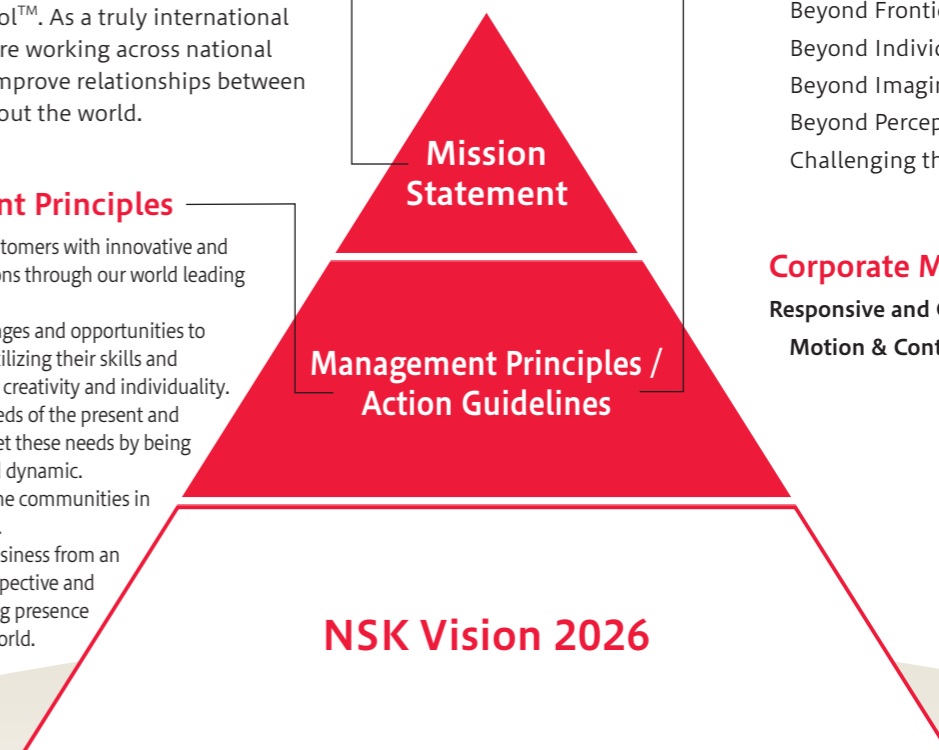 ol™. As a truly international
re working across national
mprove relationships between
out the world.
nt Principles
tomers with innovative and
ons through our world leading
ges and opportunities to
tilizing their skills and
creativity and individuality.
eds of the present and
et these needs by being
dynamic.
ne communities in
siness from an
pective and
g presence
orld.
Mission
Statement
Management Principles /
Action Guidelines
NSK Vision 2026
Beyond Fronti
Beyond Individ
Beyond Imagin
Beyond Percep
Challenging th
Corporate M
Responsive and
Motion & Cont